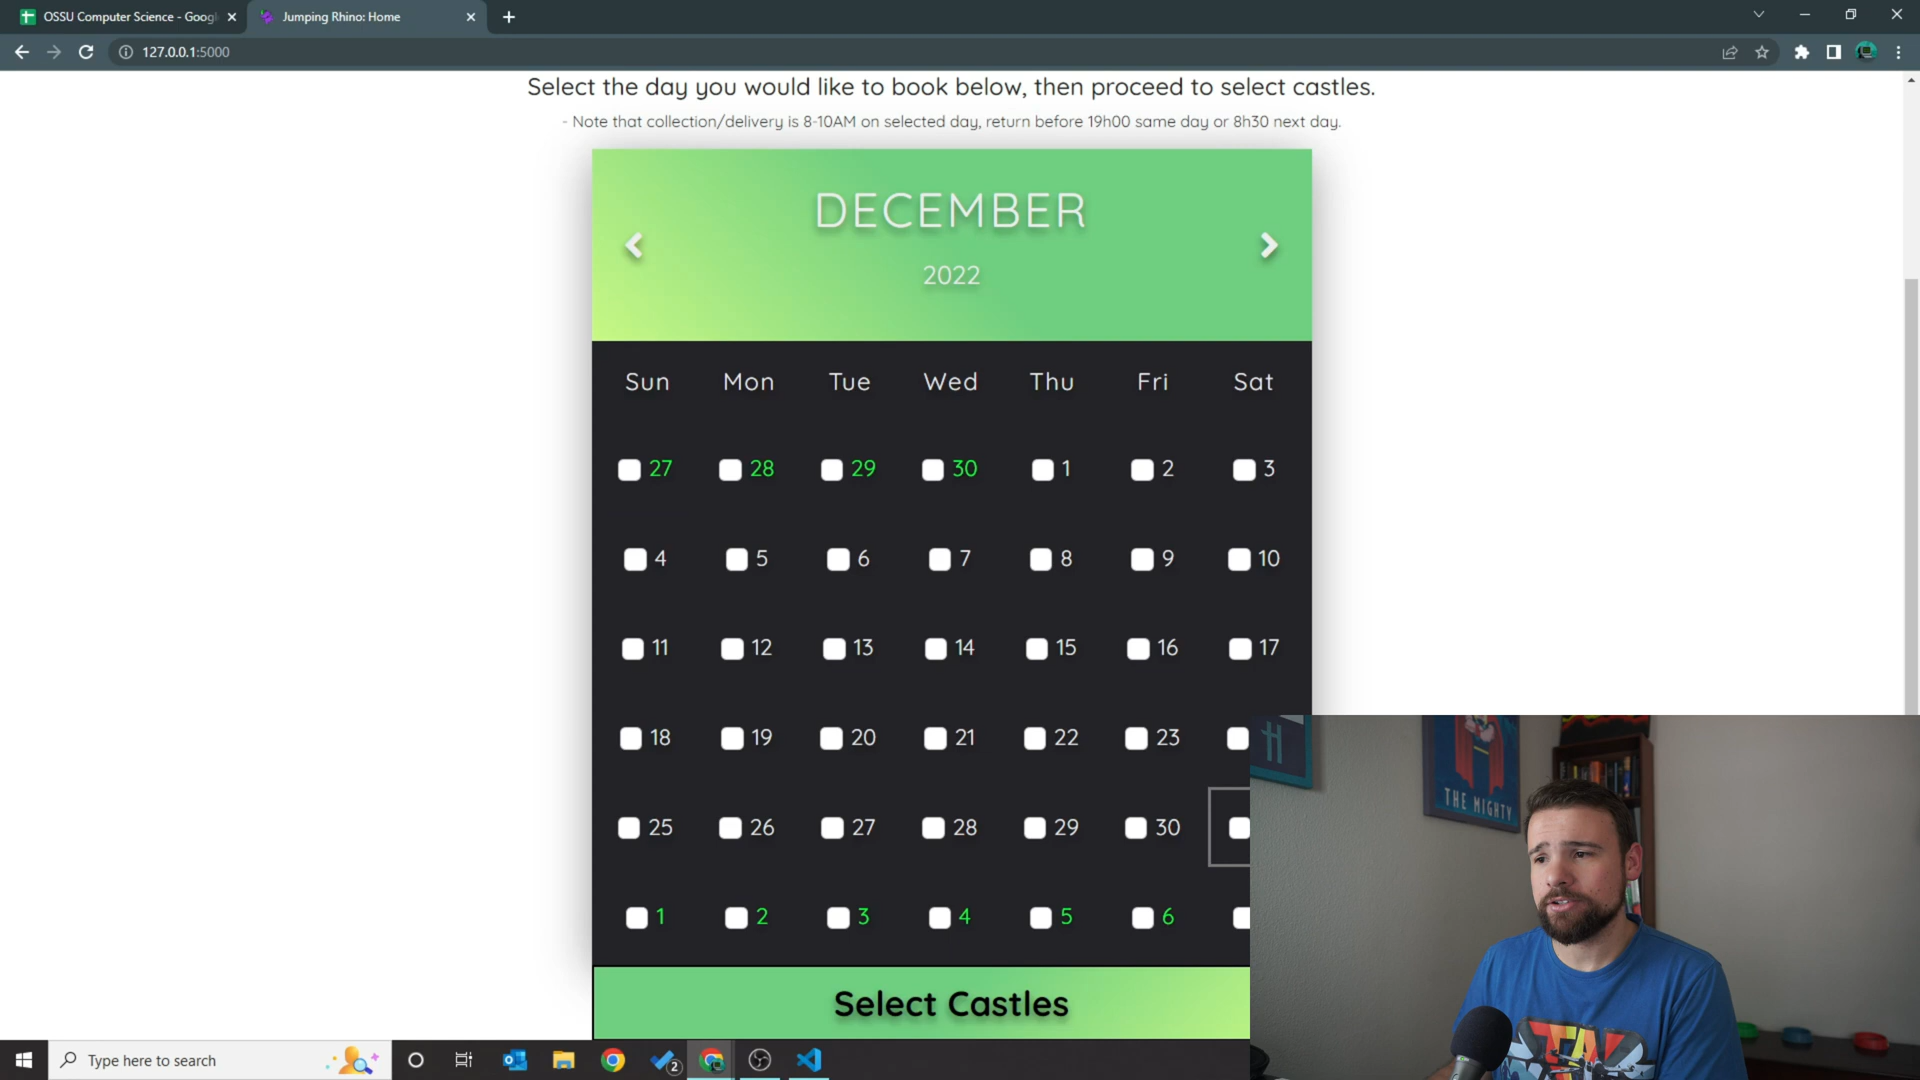 OSSU Computer Science - Goog
Jumping Rhino: Home
127.0.0.1:5000
Select the day you would like to book below, then proceed to select castles.
- Note that collection/delivery is 8-10AM on selected day, return before 19h00 same day or 8h30 next day.
DECEMBER
2022
Sun Mon Tue Wed Thu Fri Sat
27 28 29 30 1 2 3
4 5 6 7 8 9 10
11 12 13 14 15 16 17
18 19 20 21 22 23
25 26 27 28 29 30
1 2 3 4 5 6
Select Castles
THE MIGHTY
Type here to search
2